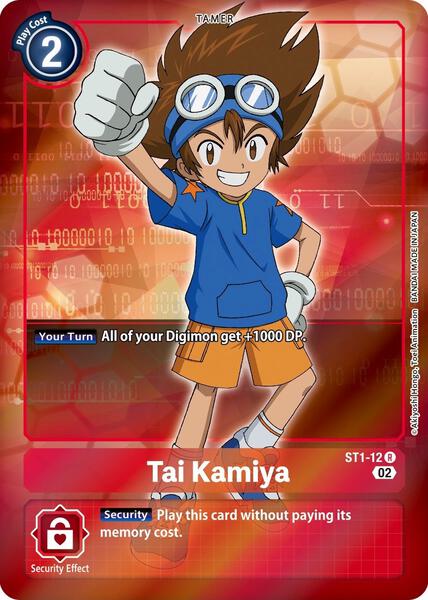 TAMER
Play Cost
2
Your Turn All of your Digimon get +1000 DP.
©Akiyoshi Hongo, Toei Animation BANDAI MADE IN JAPAN
ST1-12 R
Tai Kamiya
02
Security Play this card without paying its
memory cost.
Security Effect